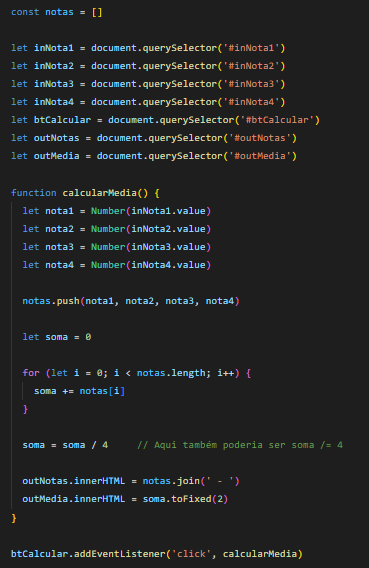 const notas = []
let inNota1 = document.querySelector('#inNota1')
let inNota2 = document.querySelector('#inNota2')
let inNota3 = document.querySelector('#inNota3')
let inNota4 = document.querySelector('#inNota4')
let btCalcular = document.querySelector('#btCalcular')
let outNotas = document.querySelector('#outNotas')
let outMedia = document.querySelector('#outMedia')
function calcularMedia() {
let nota1 = Number(inNota1.value)
let nota2 = Number(inNota2.value)
let nota3 = Number(inNota3.value)
let nota4 = Number(inNota4.value)
notas.push(nota1, nota2, nota3, nota4)
let soma = 0
for (let i = 0; i < notas.length; i++) {
soma += notas[i]
}
soma = soma / 4 // Aqui também poderia ser soma /= 4
outNotas.innerHTML = notas.join(' - ')
outMedia.innerHTML = soma.toFixed(2)
}
btCalcular.addEventListener('click', calcularMedia)